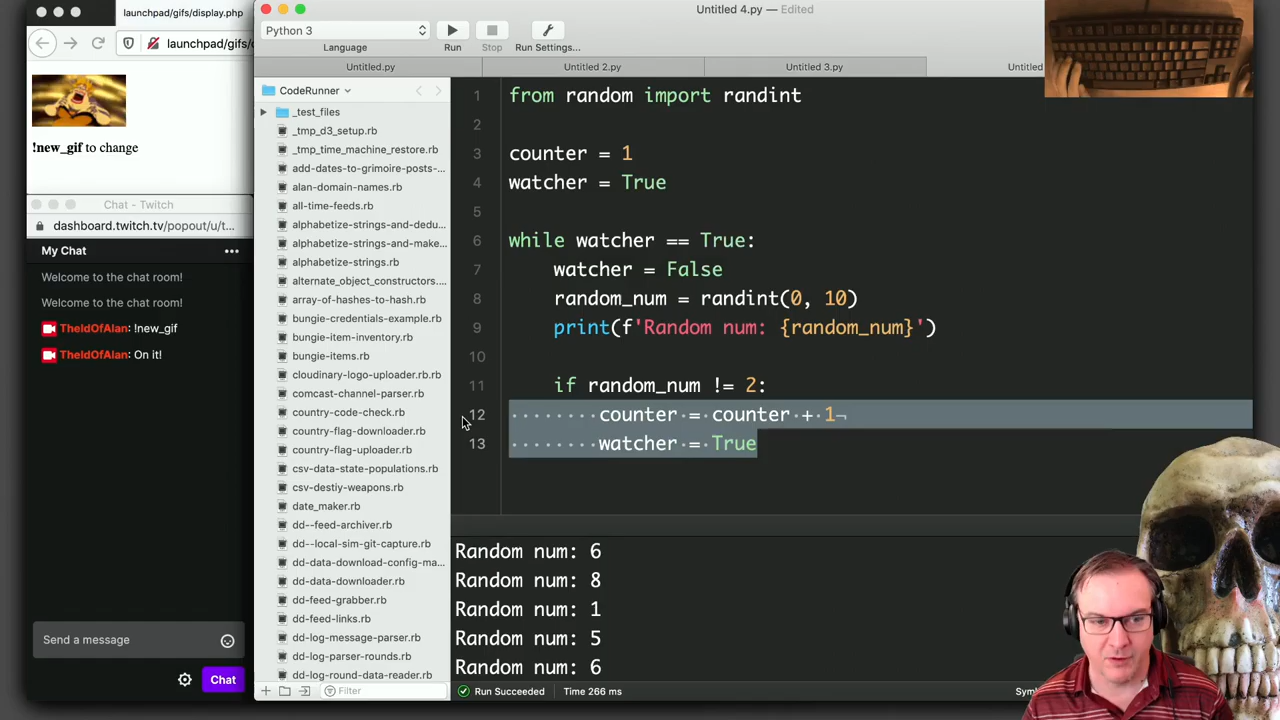 launchpad/gifs/display.php
launchpad/gifs/
!new_gif to change
Chat - Twitch
dashboard.twitch.tv/popout/u/t...
My Chat
Welcome to the chat room!
Welcome to the chat room!
TheIdOfAlan: !new_gif
TheIdOfAlan: On it!
Send a message
Chat
Untitled 4.py — Edited
Python 3
Language
Run
Stop
Run Settings...
Untitled.py
Untitled 2.py
Untitled 3.py
Untitled
CodeRunner
_test_files
_tmp_d3_setup.rb
_tmp_time_machine_restore.rb
add-dates-to-grimoire-posts-...
alan-domain-names.rb
all-time-feeds.rb
alphabetize-strings-and-dedu...
alphabetize-strings-and-make...
alphabetize-strings.rb
alternate_object_constructors....
array-of-hashes-to-hash.rb
bungie-credentials-example.rb
bungie-item-inventory.rb
bungie-items.rb
cloudinary-logo-uploader.rb.rb
comcast-channel-parser.rb
country-code-check.rb
country-flag-downloader.rb
country-flag-uploader.rb
csv-data-state-populations.rb
csv-destiy-weapons.rb
date_maker.rb
dd--feed-archiver.rb
dd--local-sim-git-capture.rb
dd-data-download-config-ma...
dd-data-downloader.rb
dd-feed-grabber.rb
dd-feed-links.rb
dd-log-message-parser.rb
dd-log-parser-rounds.rb
dd-log-round-data-reader.rb
Filter
1 from random import randint
2
3 counter = 1
4 watcher = True
5
6 while watcher == True:
7 watcher = False
8 random_num = randint(0, 10)
9 print(f'Random num: {random_num}')
10
11 if random_num != 2:
12 ········counter·=·counter·+·1¬
13 ········watcher·=·True
Random num: 6
Random num: 8
Random num: 1
Random num: 5
Random num: 6
Run Succeeded
Time 266 ms